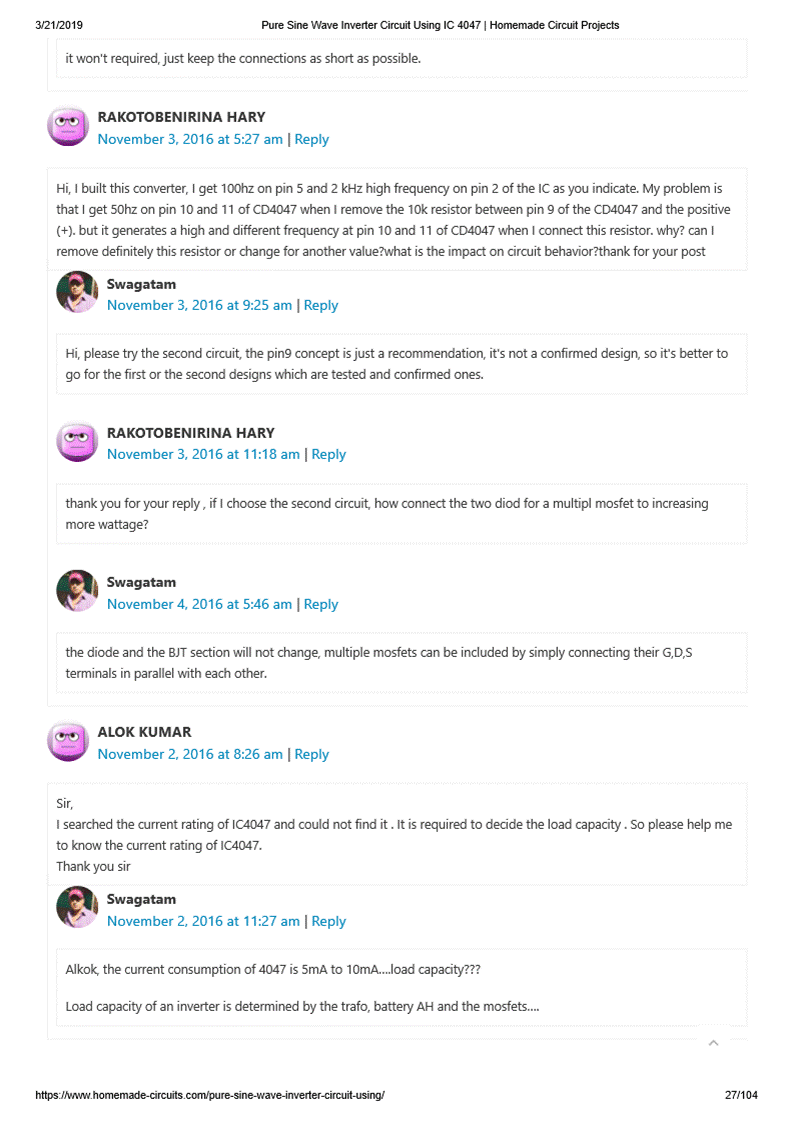 3/21/2019 Pure Sine Wave Inverter Circuit Using IC 4047 | Homemade Circuit Projects
it won't required, just keep the connections as short as possible.
RAKOTOBENIRINA HARY
November 3, 2016 at 5:27 am | Reply
Hi, I built this converter, I get 100hz on pin 5 and 2 kHz high frequency on pin 2 of the IC as you indicate. My problem is
that I get 50hz on pin 10 and 11 of CD4047 when I remove the 10k resistor between pin 9 of the CD4047 and the positive
(+). but it generates a high and different frequency at pin 10 and 11 of CD4047 when I connect this resistor. why? can I
remove definitely this resistor or change for another value?what is the impact on circuit behavior?thank for your post
Swagatam
November 3, 2016 at 9:25 am | Reply
Hi, please try the second circuit, the pin9 concept is just a recommendation, it's not a confirmed design, so it's better to
go for the first or the second designs which are tested and confirmed ones.
RAKOTOBENIRINA HARY
November 3, 2016 at 11:18 am | Reply
thank you for your reply , if I choose the second circuit, how connect the two diod for a multipl mosfet to increasing
more wattage?
Swagatam
November 4, 2016 at 5:46 am | Reply
the diode and the BJT section will not change, multiple mosfets can be included by simply connecting their G,D,S
terminals in parallel with each other.
ALOK KUMAR
November 2, 2016 at 8:26 am | Reply
Sir,
I searched the current rating of IC4047 and could not find it . It is required to decide the load capacity . So please help me
to know the current rating of IC4047.
Thank you sir
Swagatam
November 2, 2016 at 11:27 am | Reply
Alkok, the current consumption of 4047 is 5mA to 10mA....load capacity???
Load capacity of an inverter is determined by the trafo, battery AH and the mosfets....
https://www.homemade-circuits.com/pure-sine-wave-inverter-circuit-using/ 27/104